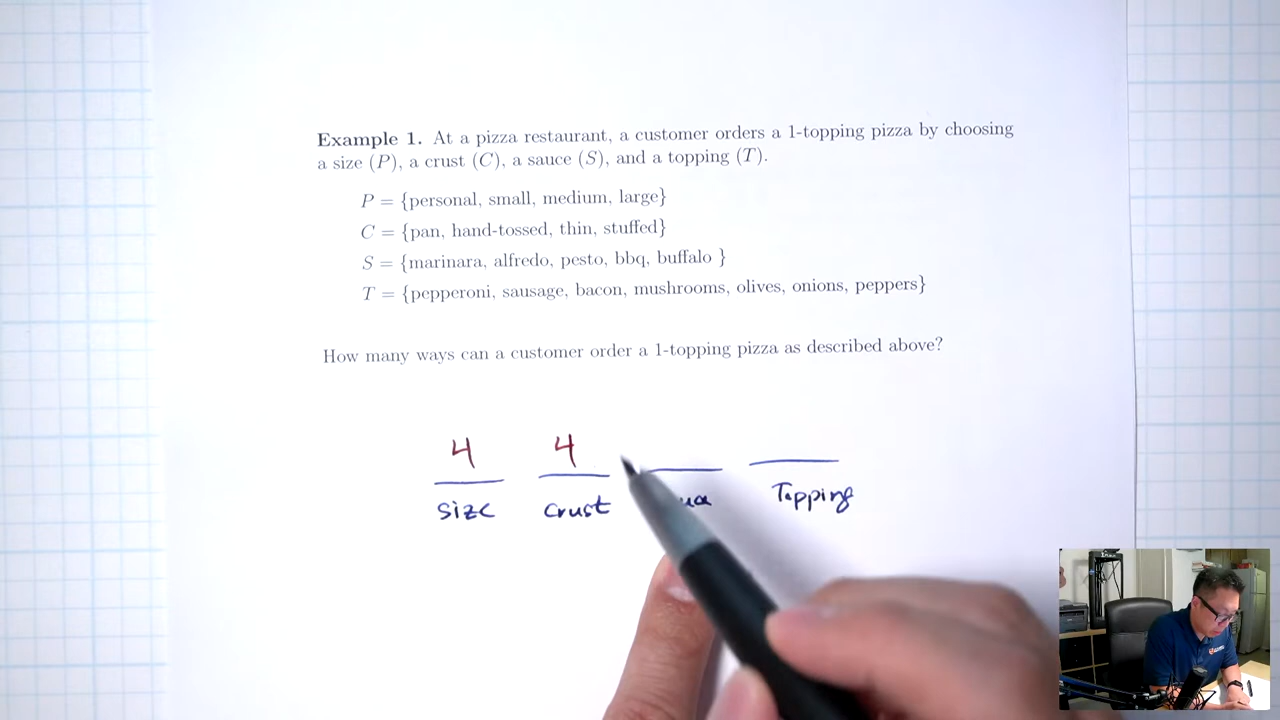 Example 1. At a pizza restaurant, a customer orders a 1-topping pizza by choosing
a size (P), a crust (C), a sauce (S), and a topping (T).
P = {personal, small, medium, large}
C = {pan, hand-tossed, thin, stuffed}
S = {marinara, alfredo, pesto, bbq, buffalo }
T = {pepperoni, sausage, bacon, mushrooms, olives, onions, peppers}
How many ways can a customer order a 1-topping pizza as described above?
4 4
size crust Topping